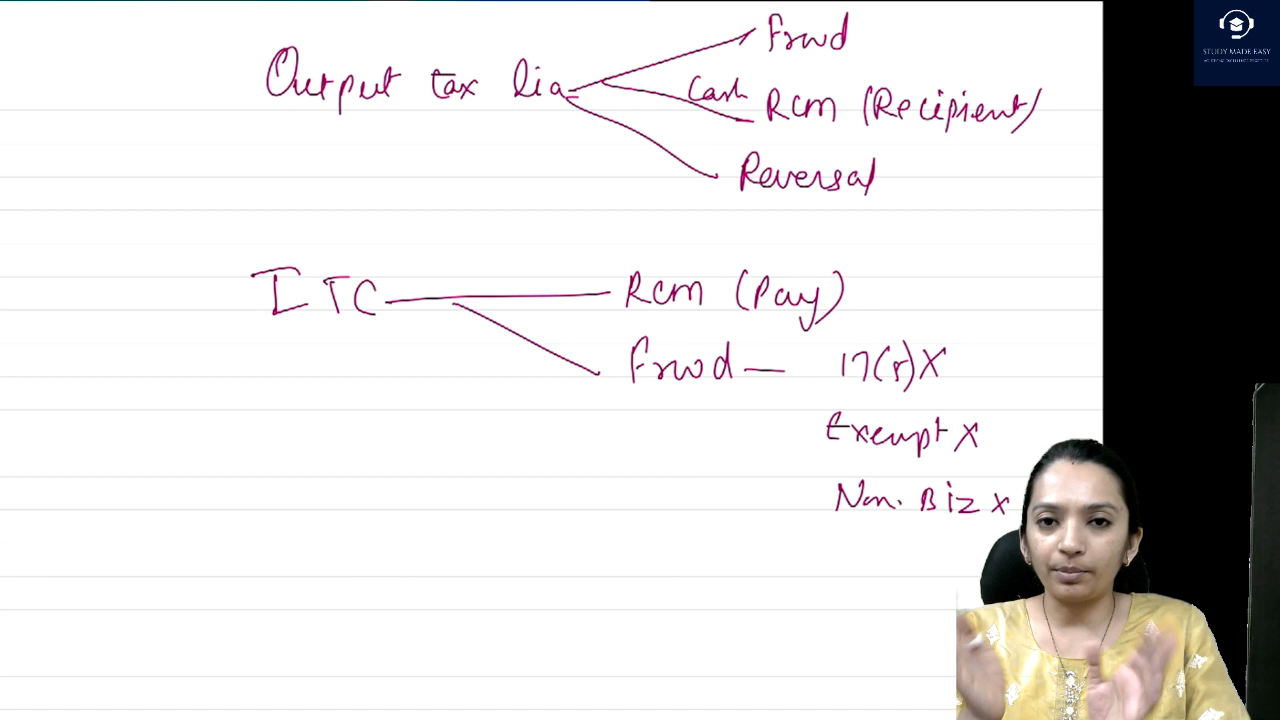 Frwd
Output tax lia
Cash RCM (Recipient)
Reversal
ITC RCM (Pay)
Frwd — 17(5) X
Exempt X
Non. Biz x
STUDY MADE EASY